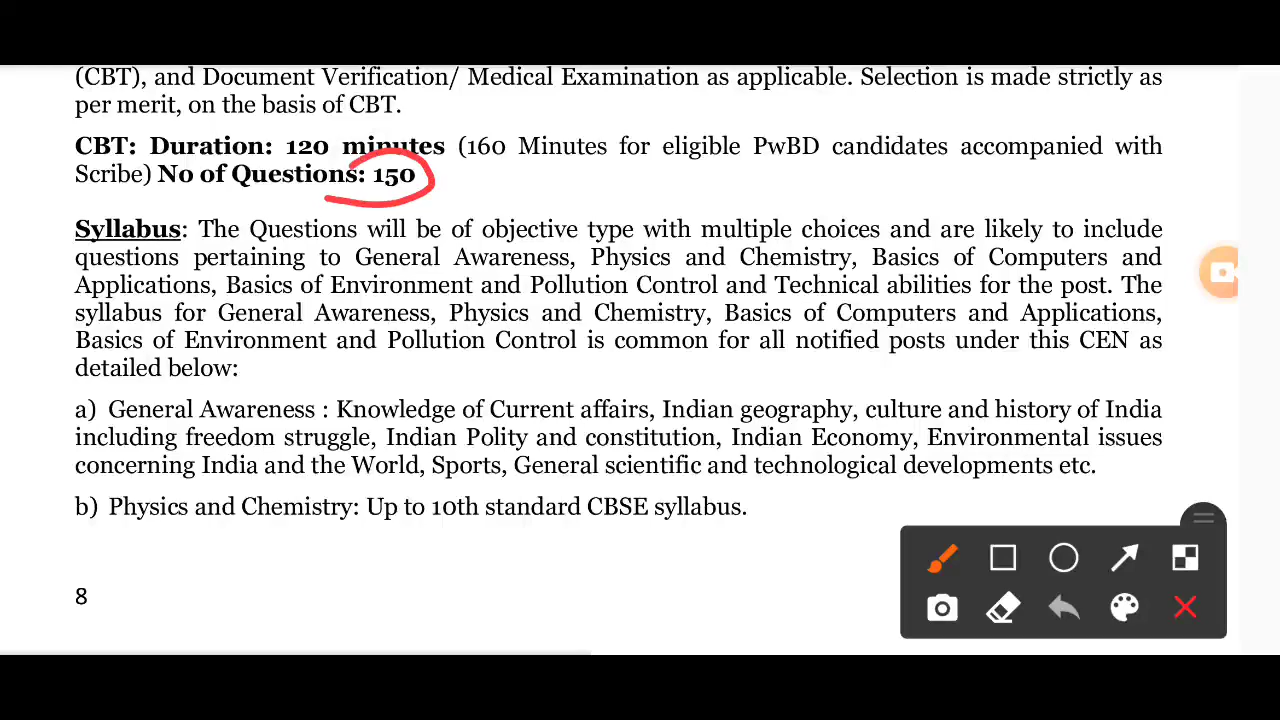 (CBT), and Document Verification/ Medical Examination as applicable. Selection is made strictly as
per merit, on the basis of CBT.
CBT: Duration: 120 minutes (160 Minutes for eligible PwBD candidates accompanied with
Scribe) No of Questions: 150
Syllabus: The Questions will be of objective type with multiple choices and are likely to include
questions pertaining to General Awareness, Physics and Chemistry, Basics of Computers and
Applications, Basics of Environment and Pollution Control and Technical abilities for the post. The
syllabus for General Awareness, Physics and Chemistry, Basics of Computers and Applications,
Basics of Environment and Pollution Control is common for all notified posts under this CEN as
detailed below:
a) General Awareness : Knowledge of Current affairs, Indian geography, culture and history of India
including freedom struggle, Indian Polity and constitution, Indian Economy, Environmental issues
concerning India and the World, Sports, General scientific and technological developments etc.
b) Physics and Chemistry: Up to 10th standard CBSE syllabus.
8